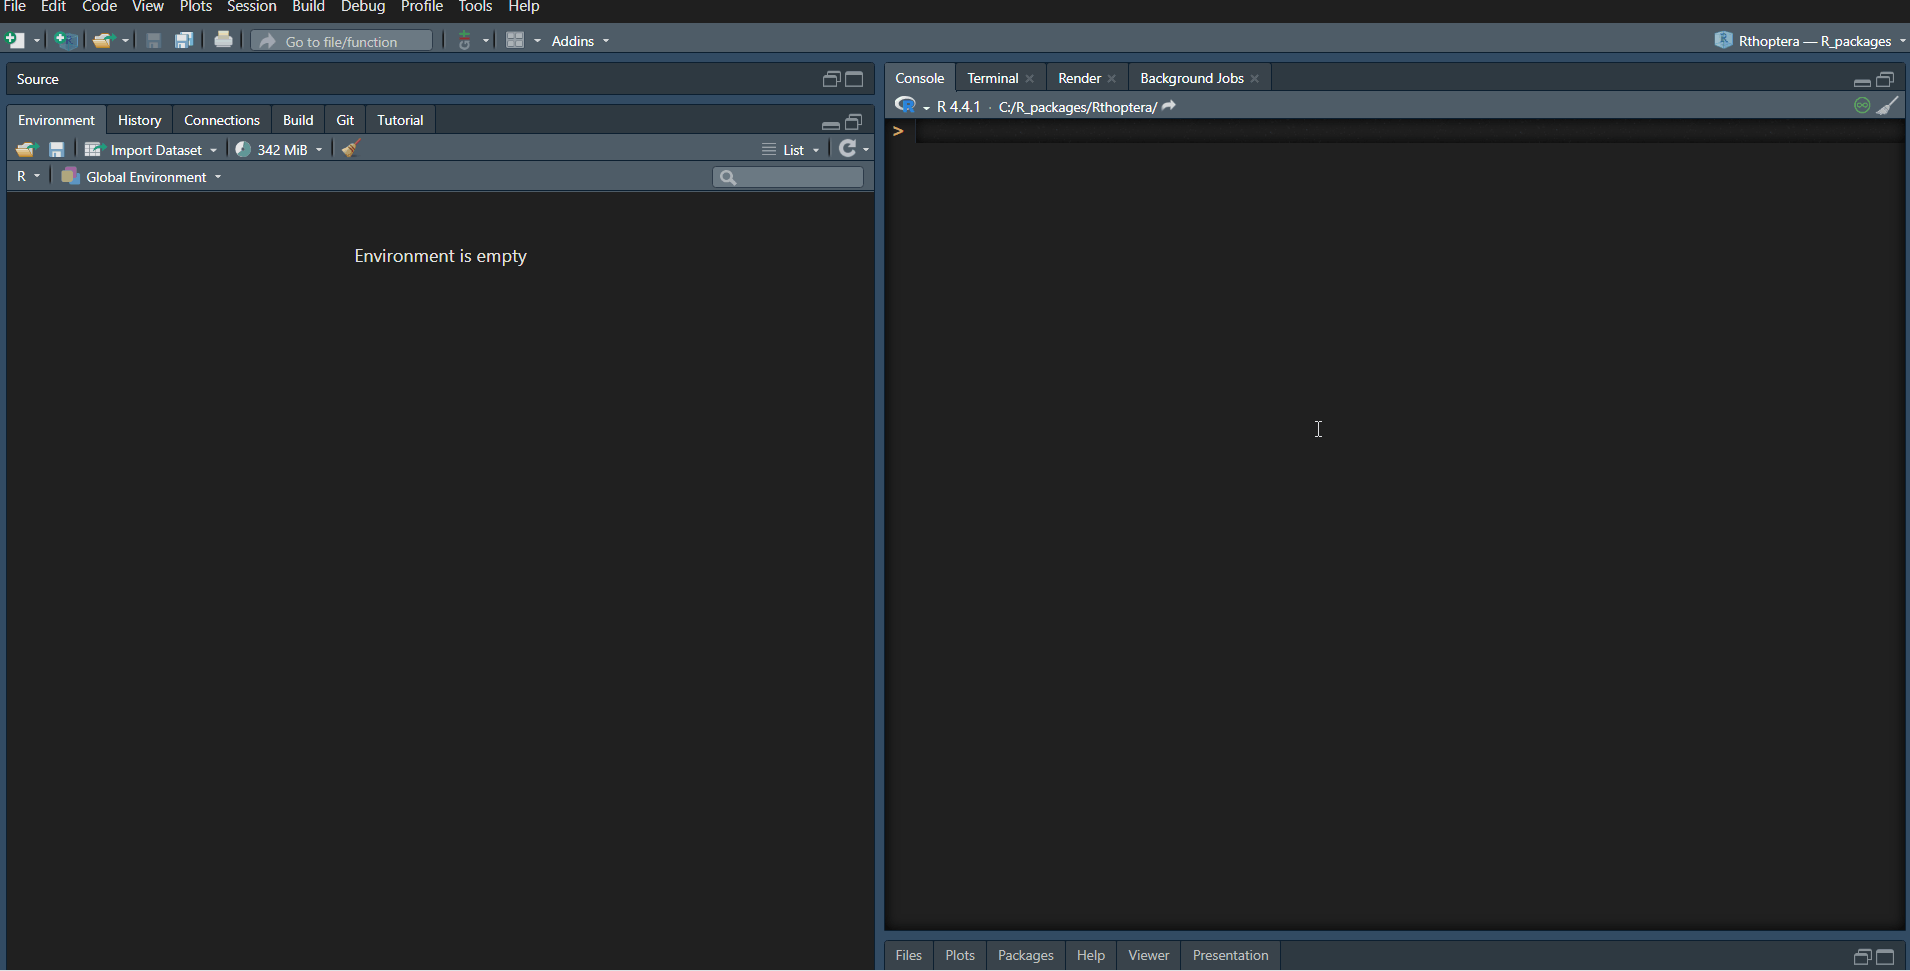 File Edit Code View Plots Session Build Debug Profile Tools Help
Go to file/function Addins Rthoptera — R_packages
Source
Environment History Connections Build Git Tutorial
Import Dataset 342 MiB List
R Global Environment
Environment is empty
Console Terminal Render Background Jobs
R 4.4.1 · C:/R_packages/Rthoptera/
>
Files Plots Packages Help Viewer Presentation